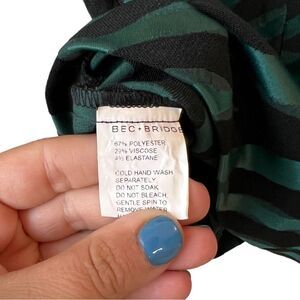 BEC + BRIDGE
67% POLYESTER
29% VISCOSE
4% ELASTANE
COLD HAND WASH
SEPARATELY.
DO NOT SOAK
DO NOT BLEACH.
GENTLE SPIN TO
REMOVE WATER